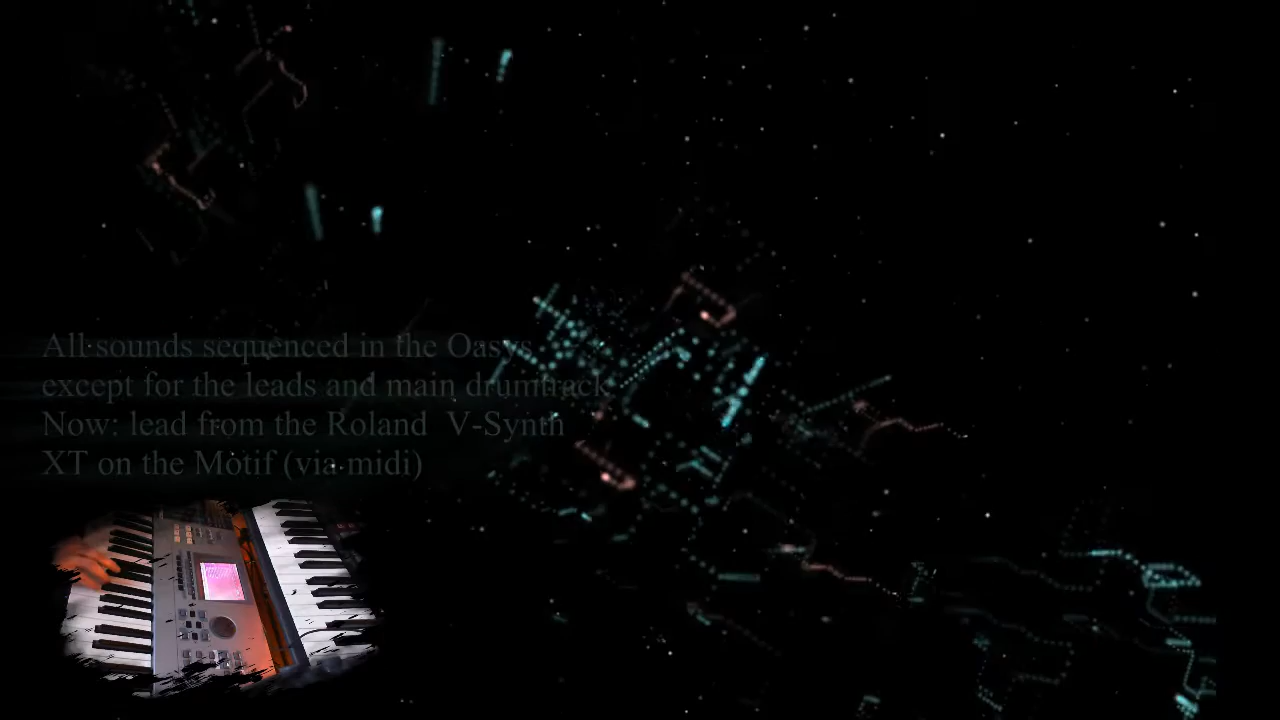 All sounds sequenced in the Oasys
except for the leads and main drumtrack
Now: lead from the Roland  V-Synth
XT on the Motif (via midi)